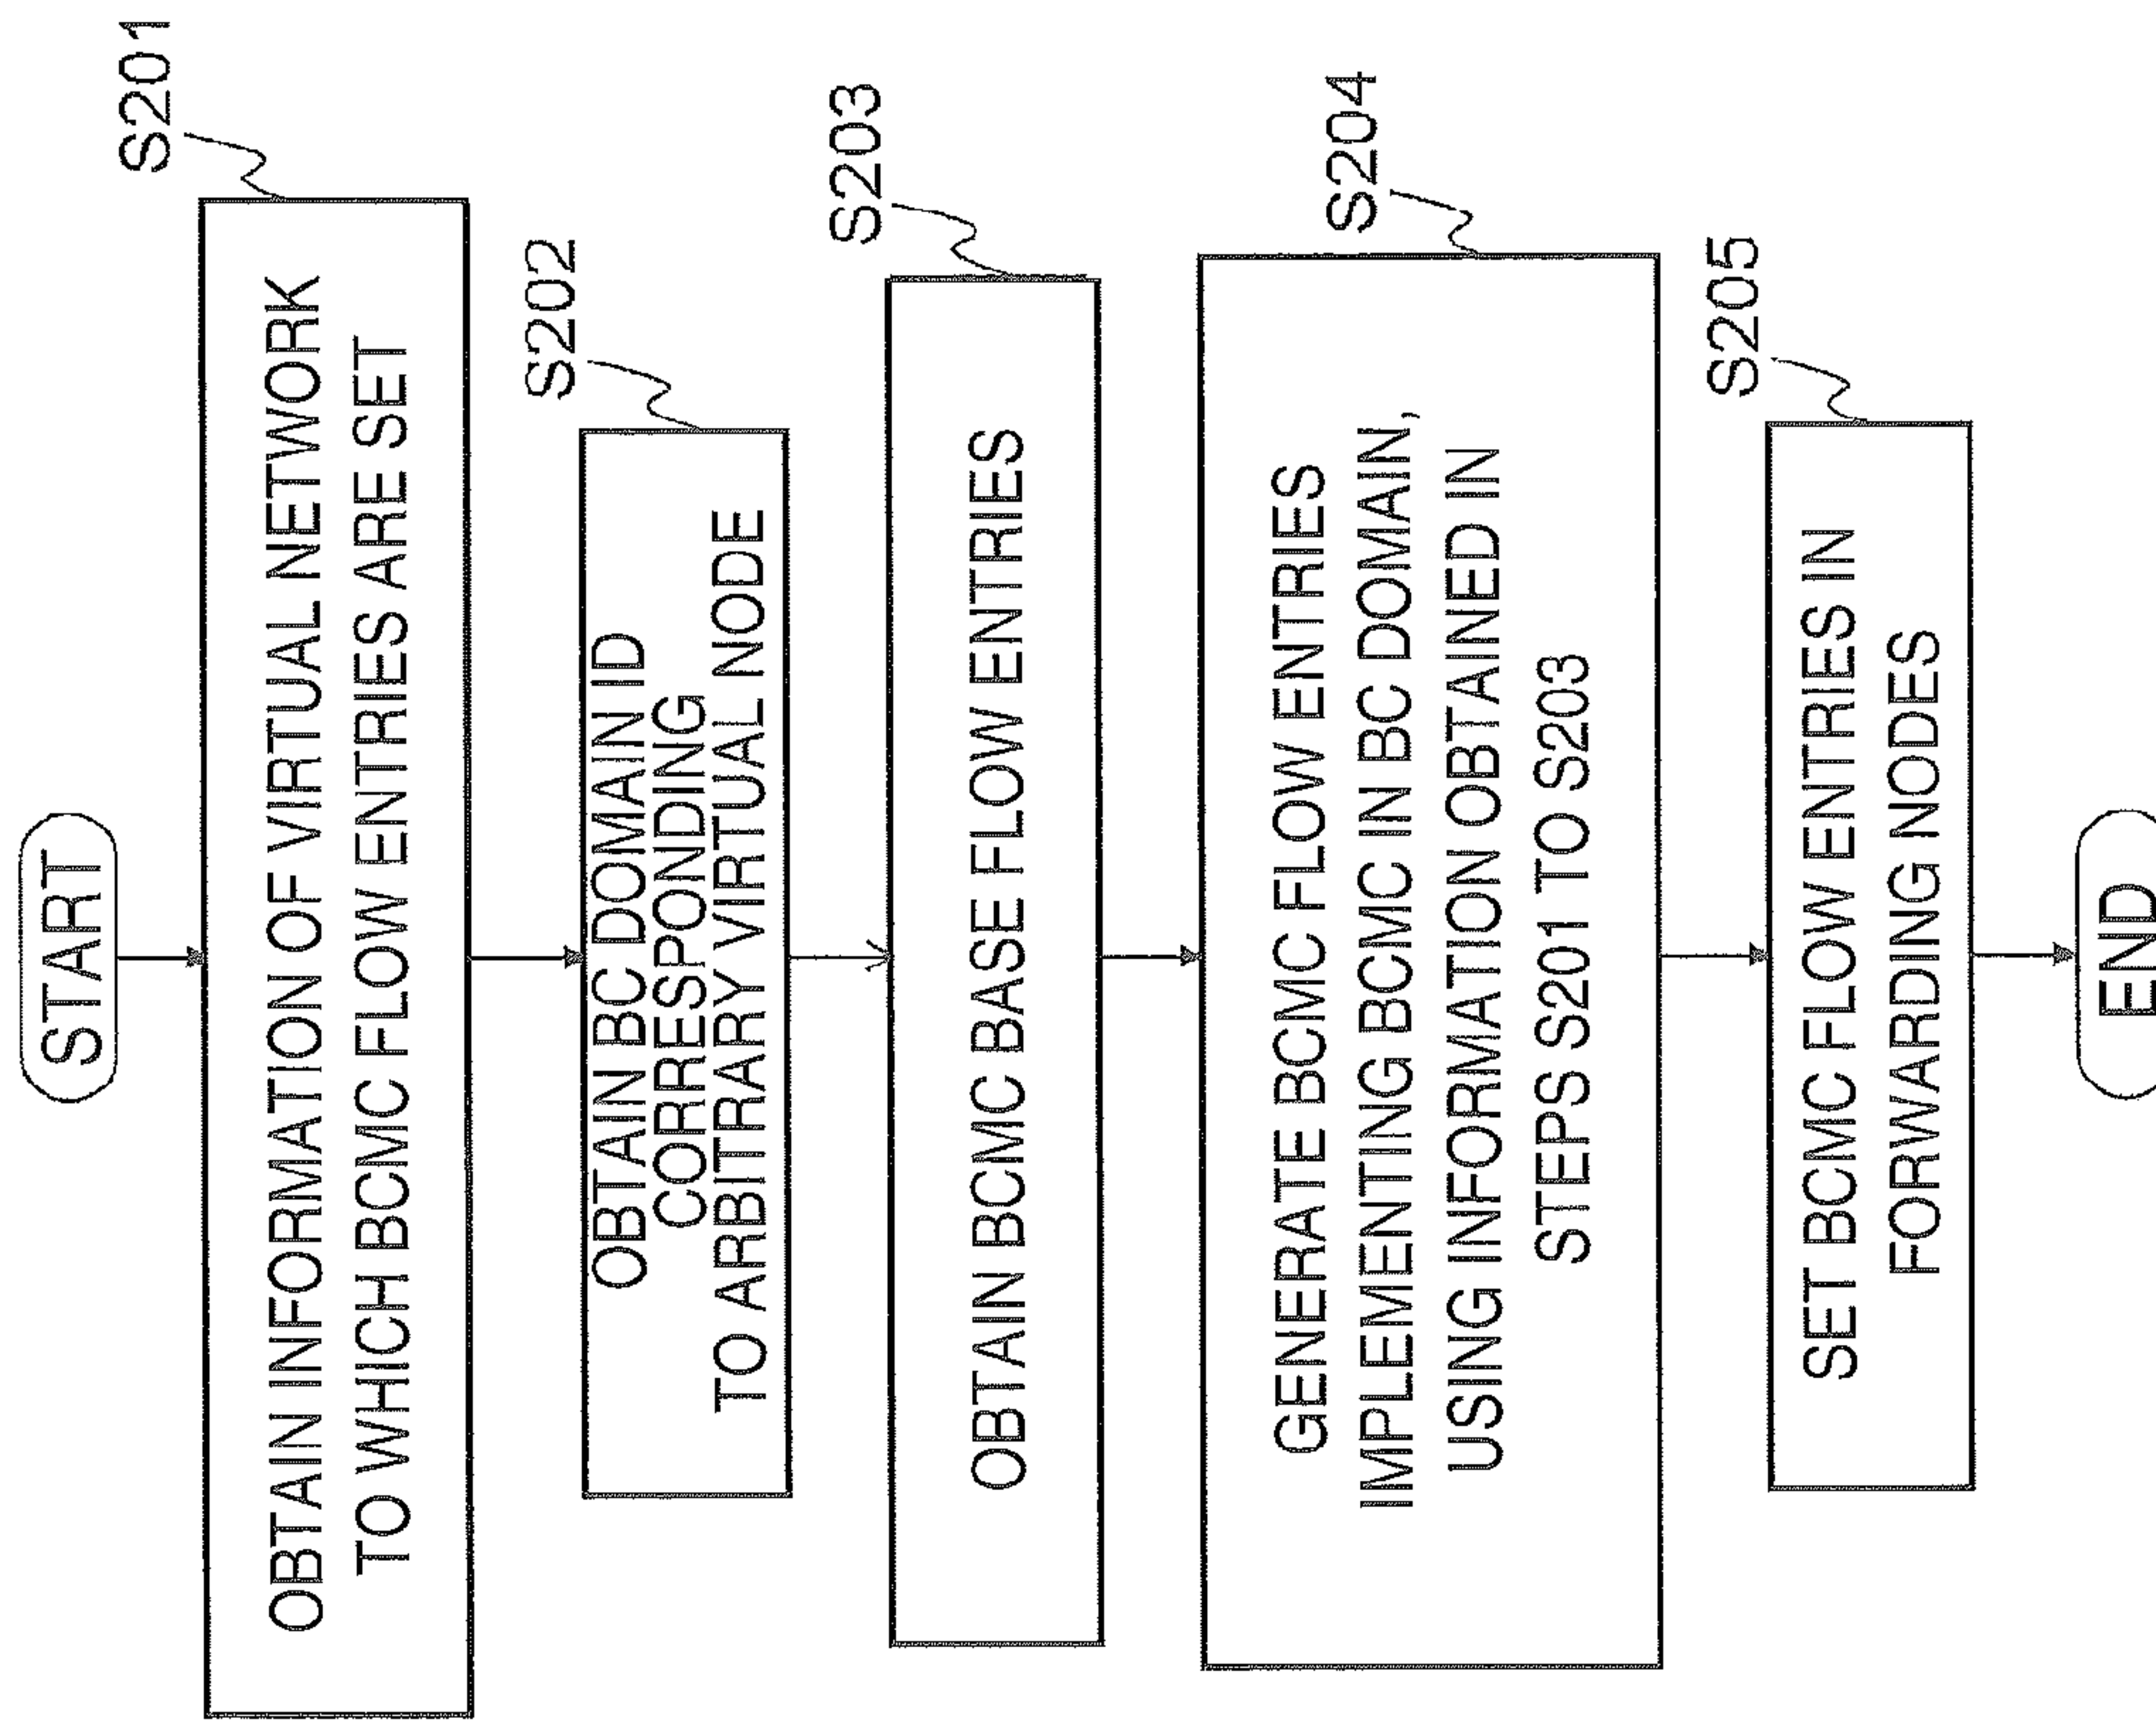 START
S201
OBTAIN INFORMATION OF VIRTUAL NETWORK
TO WHICH BCMC FLOW ENTRIES ARE SET
S202
OBTAIN BC DOMAIN ID
CORRESPONDING
TO ARBITRARY VIRTUAL NODE
S203
OBTAIN BCMC BASE FLOW ENTRIES
S204
GENERATE BCMC FLOW ENTRIES
IMPLEMENTING BCMC IN BC DOMAIN,
USING INFORMATION OBTAINED IN
STEPS S201 TO S203
S205
SET BCMC FLOW ENTRIES IN
FORWARDING NODES
END